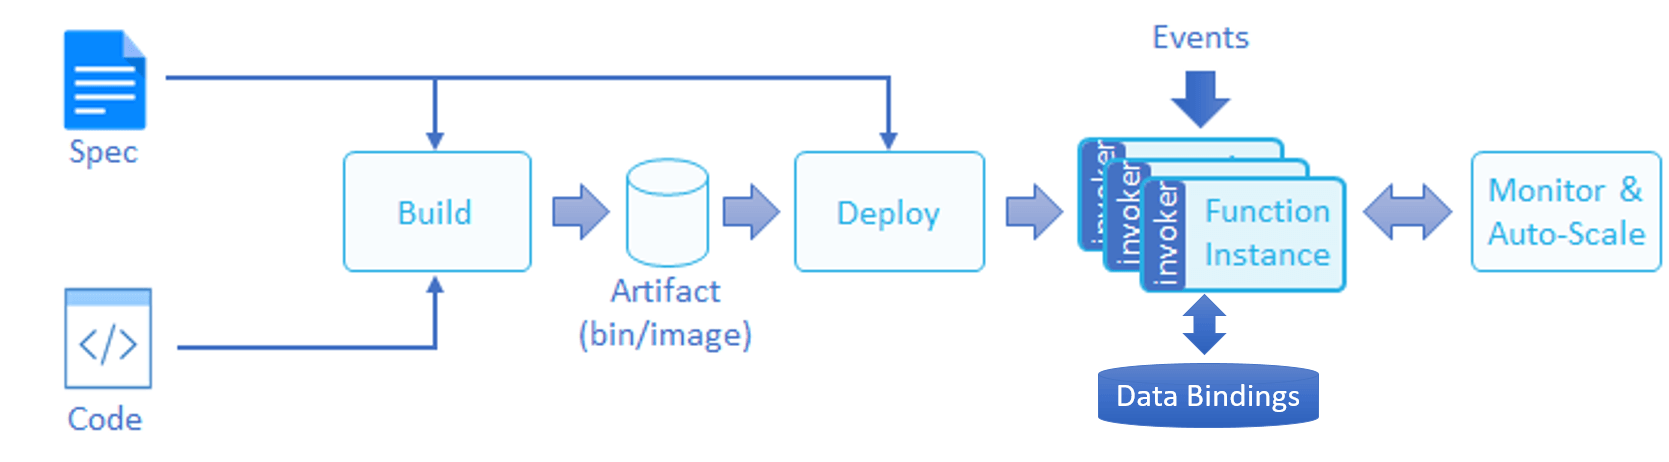 Events
Spec
Build
Deploy
invoker
invoker
invoker
Function
Instance
Monitor &
Auto-Scale
Artifact
(bin/image)
</>
Code
Data Bindings